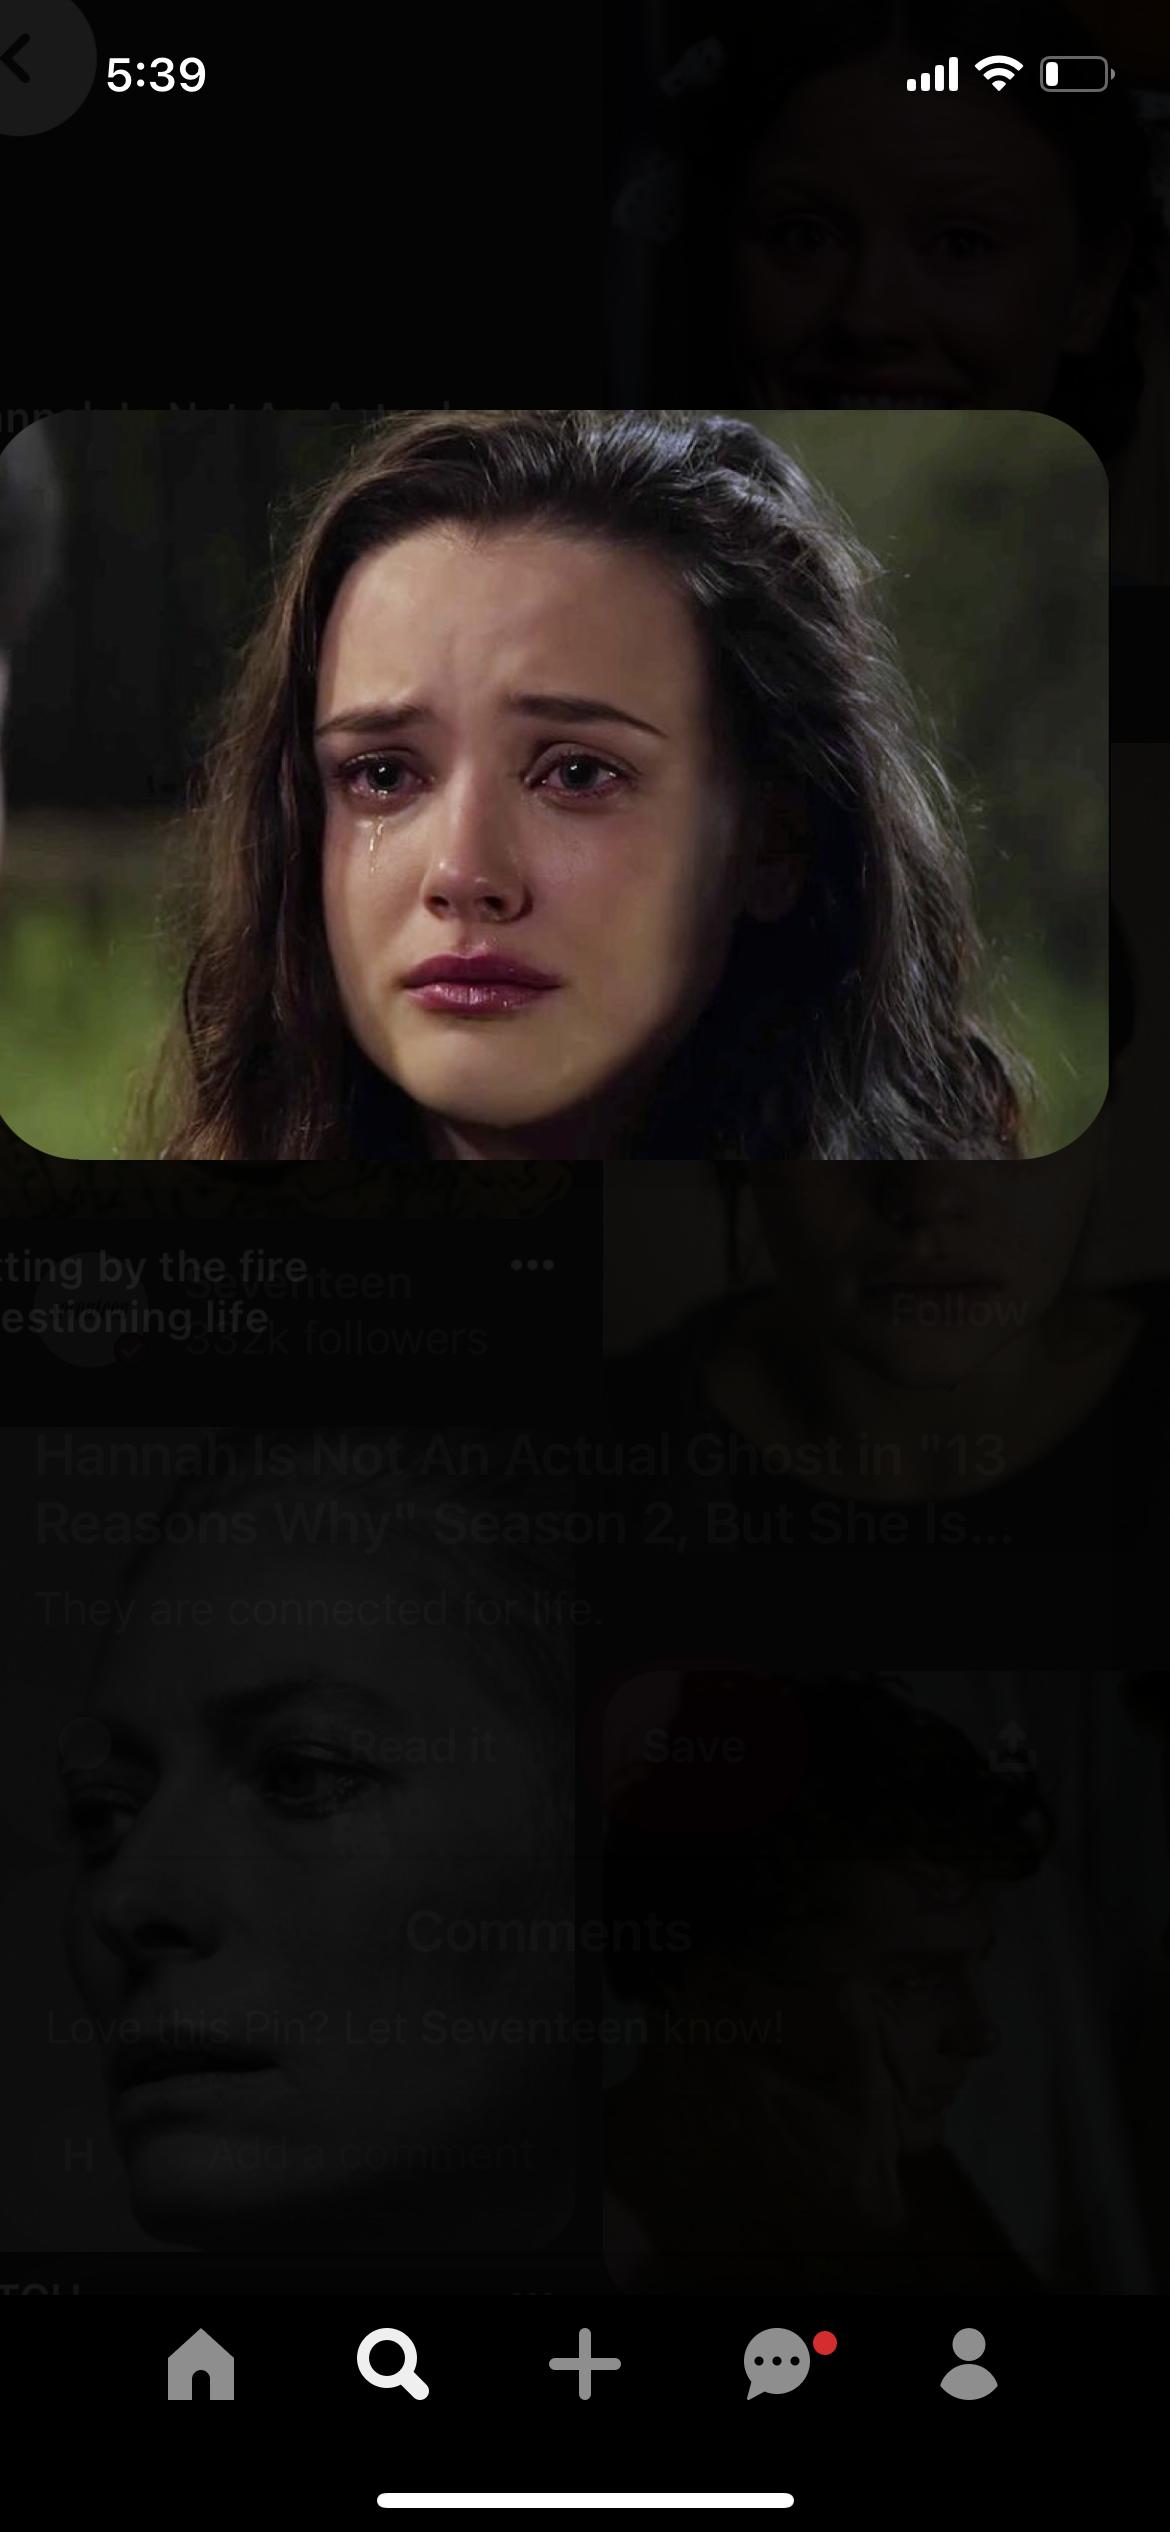 5:39
tting by the fire
estioning life
Seventeen
332k followers
Follow
Hannah Is Not An Actual Ghost in "13
Reasons Why" Season 2, But She Is...
They are connected for life.
Read it
Save
Comments
Love this Pin? Let Seventeen know!
H
Add a comment